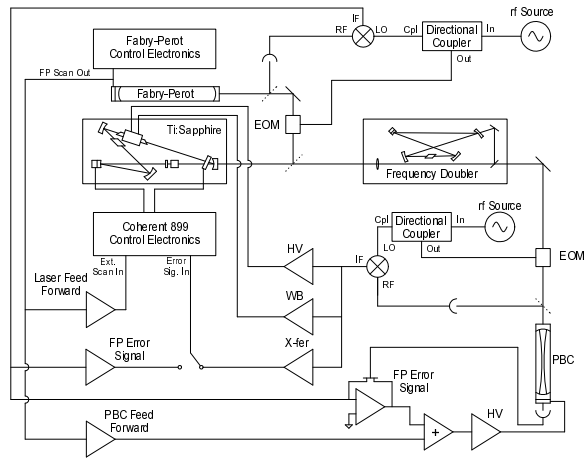 rf Source
IF
RF
LO
Cpl
Directional
Coupler
In
Out
Fabry-Perot
Control Electronics
FP Scan Out
Fabry-Perot
EOM
Ti:Sapphire
Frequency Doubler
rf Source
Cpl
Directional
Coupler
In
Out
LO
IF
RF
EOM
Coherent 899
Control Electronics
Ext.
Scan In
Error
Sig. In
HV
WB
X-fer
Laser Feed
Forward
FP Error
Signal
PBC
FP Error
Signal
PBC Feed
Forward
+
HV